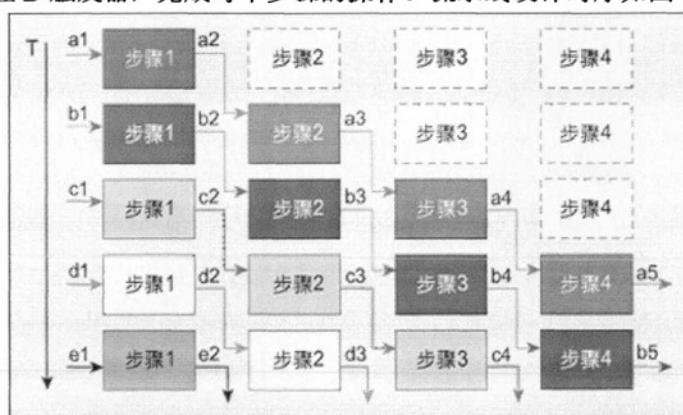 T a1 步骤1 a2 步骤2 步骤3 步骤4
b1 步骤1 b2 步骤2 a3 步骤3 步骤4
c1 步骤1 c2 步骤2 b3 步骤3 a4 步骤4
d1 步骤1 d2 步骤2 c3 步骤3 b4 步骤4 a5
e1 步骤1 e2 步骤2 d3 步骤3 c4 步骤4 b5